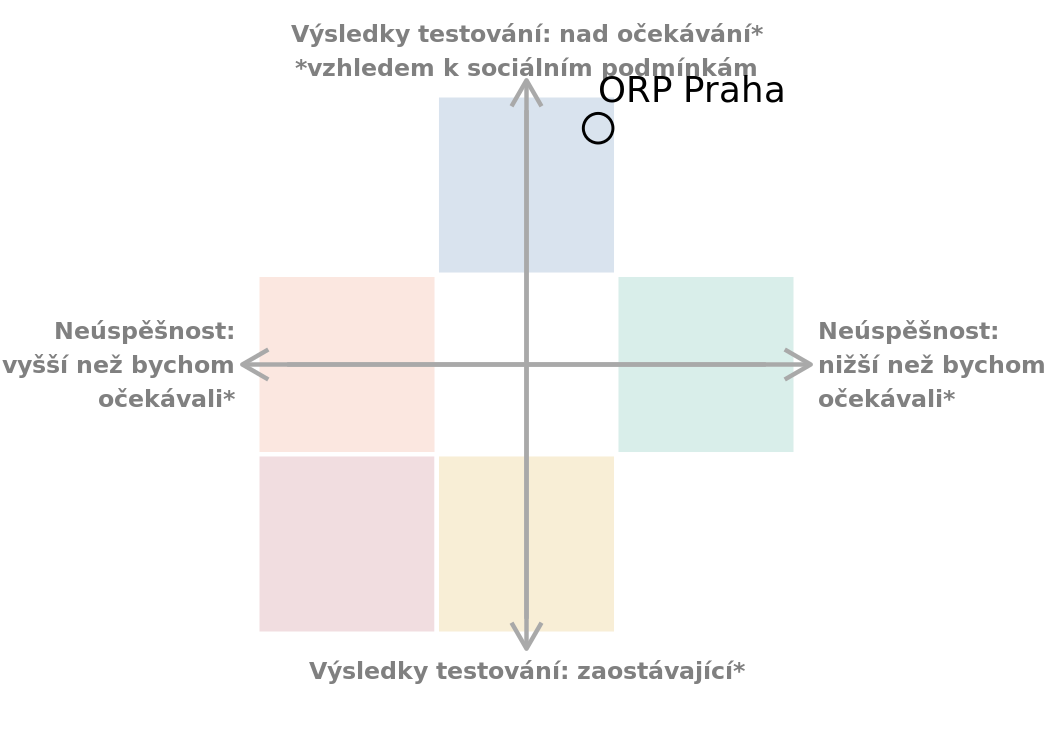 Výsledky testování: nad očekávání*
*vzhledem k sociálním podmínkám
ORP Praha
Neúspěšnost:
vyšší než bychom
očekávali*
Neúspěšnost:
nižší než bychom
očekávali*
Výsledky testování: zaostávající*